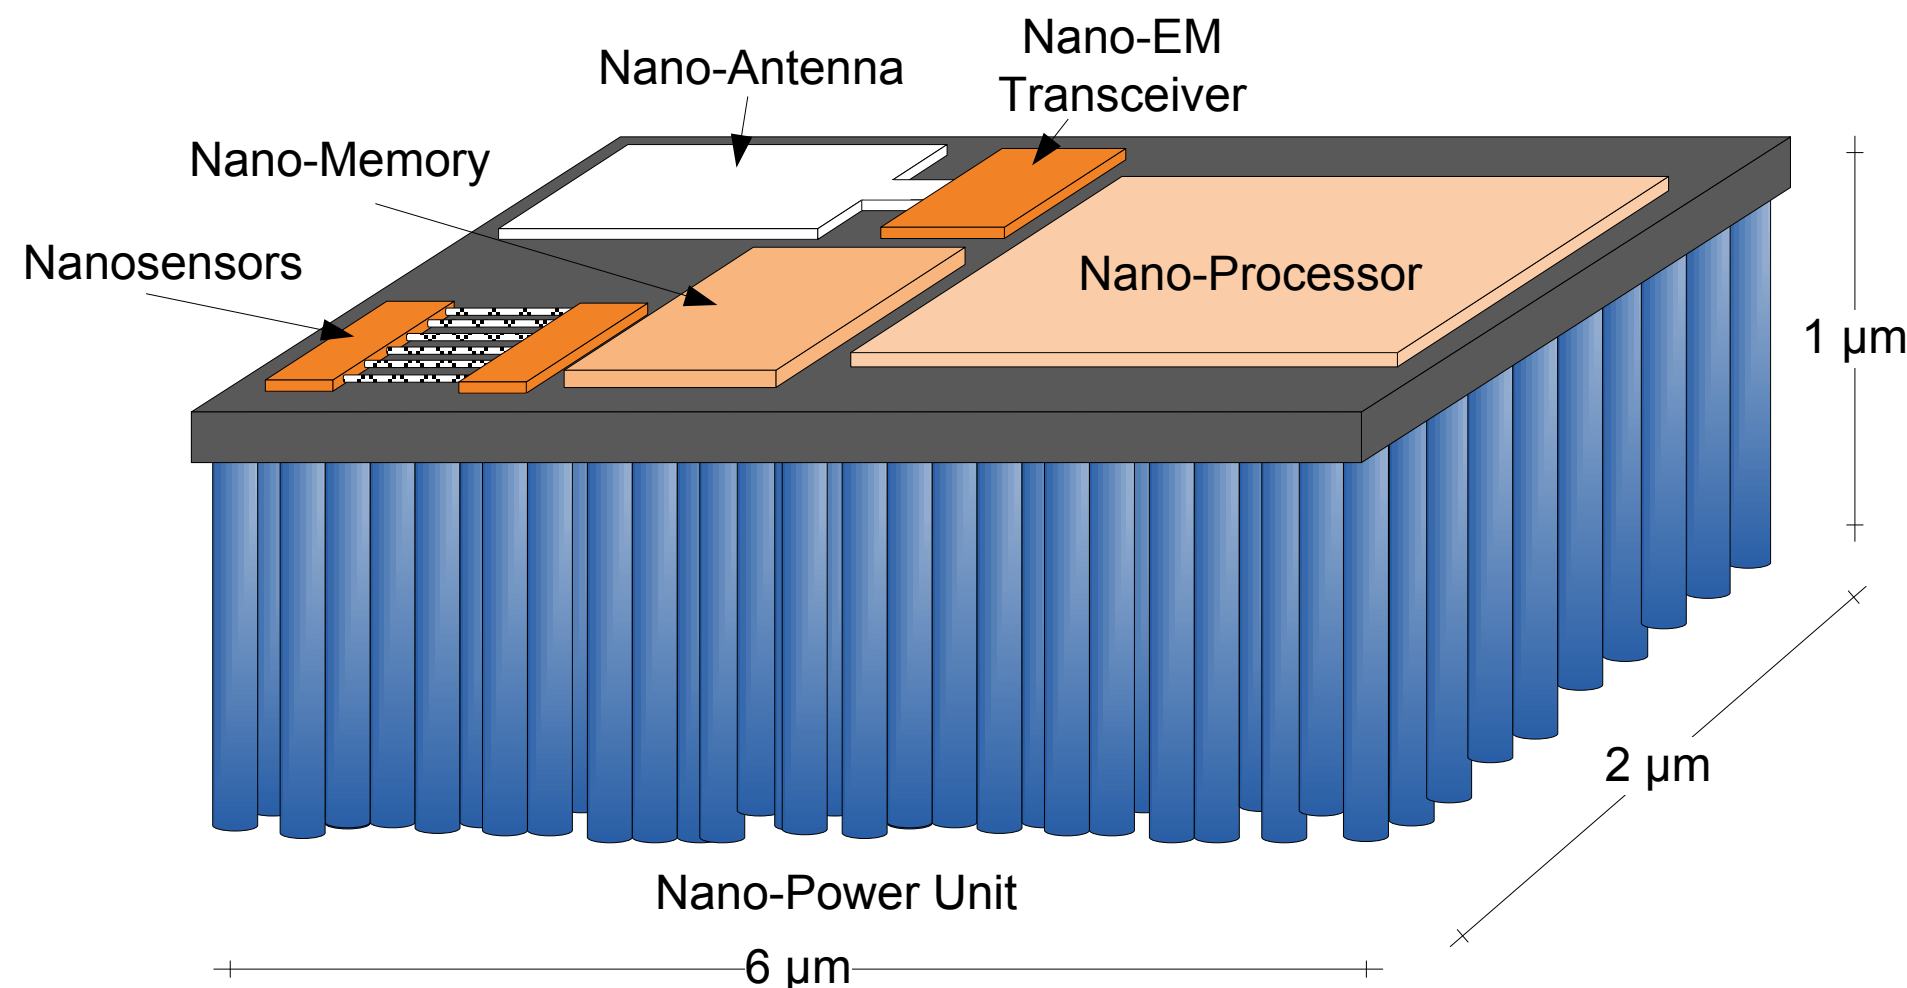 Nano-EM
Transceiver
Nano-Antenna
Nano-Memory
Nanosensors
Nano-Processor
1 µm
2 µm
Nano-Power Unit
6 µm